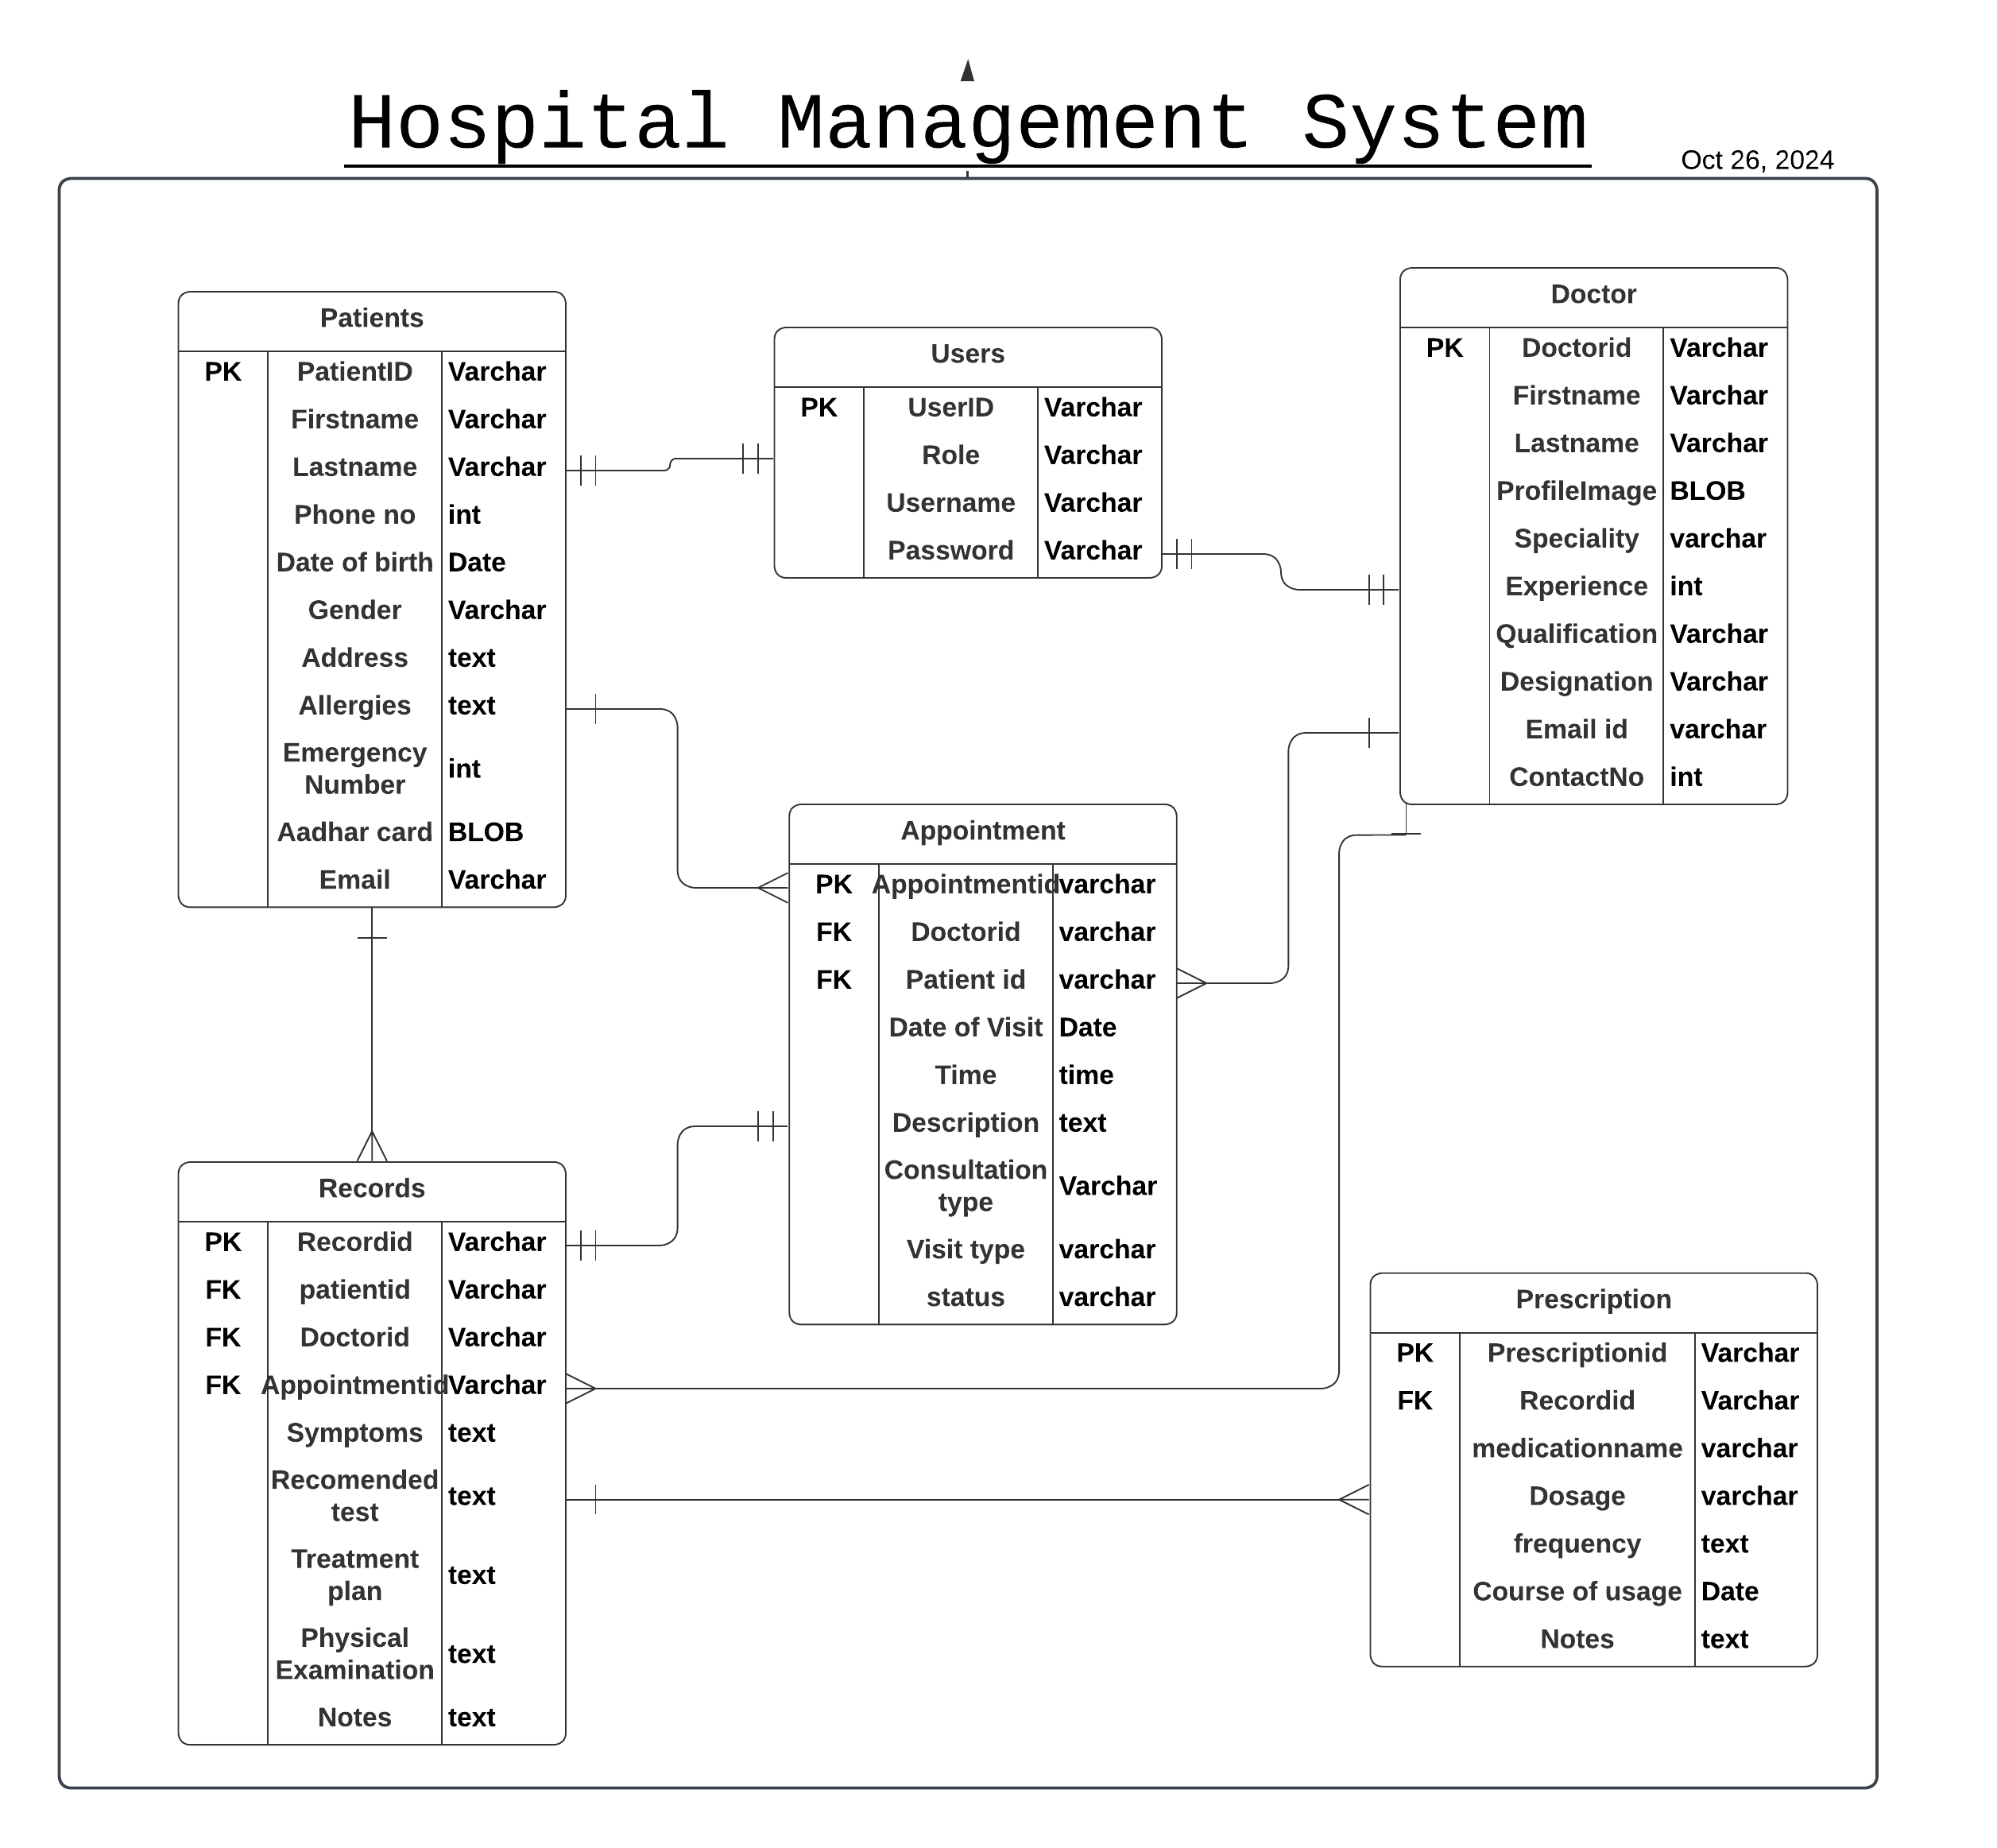 Hospital Management System
Oct 26, 2024
Patients
PK PatientID Varchar
Firstname Varchar
Lastname Varchar
Phone no int
Date of birth Date
Gender Varchar
Address text
Allergies text
Emergency
Number
int
Aadhar card BLOB
Email Varchar
Users
PK UserID Varchar
Role Varchar
Username Varchar
Password Varchar
Doctor
PK Doctorid Varchar
Firstname Varchar
Lastname Varchar
ProfileImage BLOB
Speciality varchar
Experience int
Qualification Varchar
Designation Varchar
Email id varchar
ContactNo int
Appointment
PK Appointmentid varchar
FK Doctorid varchar
FK Patient id varchar
Date of Visit Date
Time time
Description text
Consultation
type
Varchar
Visit type varchar
status varchar
Records
PK Recordid Varchar
FK patientid Varchar
FK Doctorid Varchar
FK Appointmentid Varchar
Symptoms text
Recomended
test
text
Treatment
plan
text
Physical
Examination
text
Notes text
Prescription
PK Prescriptionid Varchar
FK Recordid Varchar
medicationname varchar
Dosage varchar
frequency text
Course of usage Date
Notes text